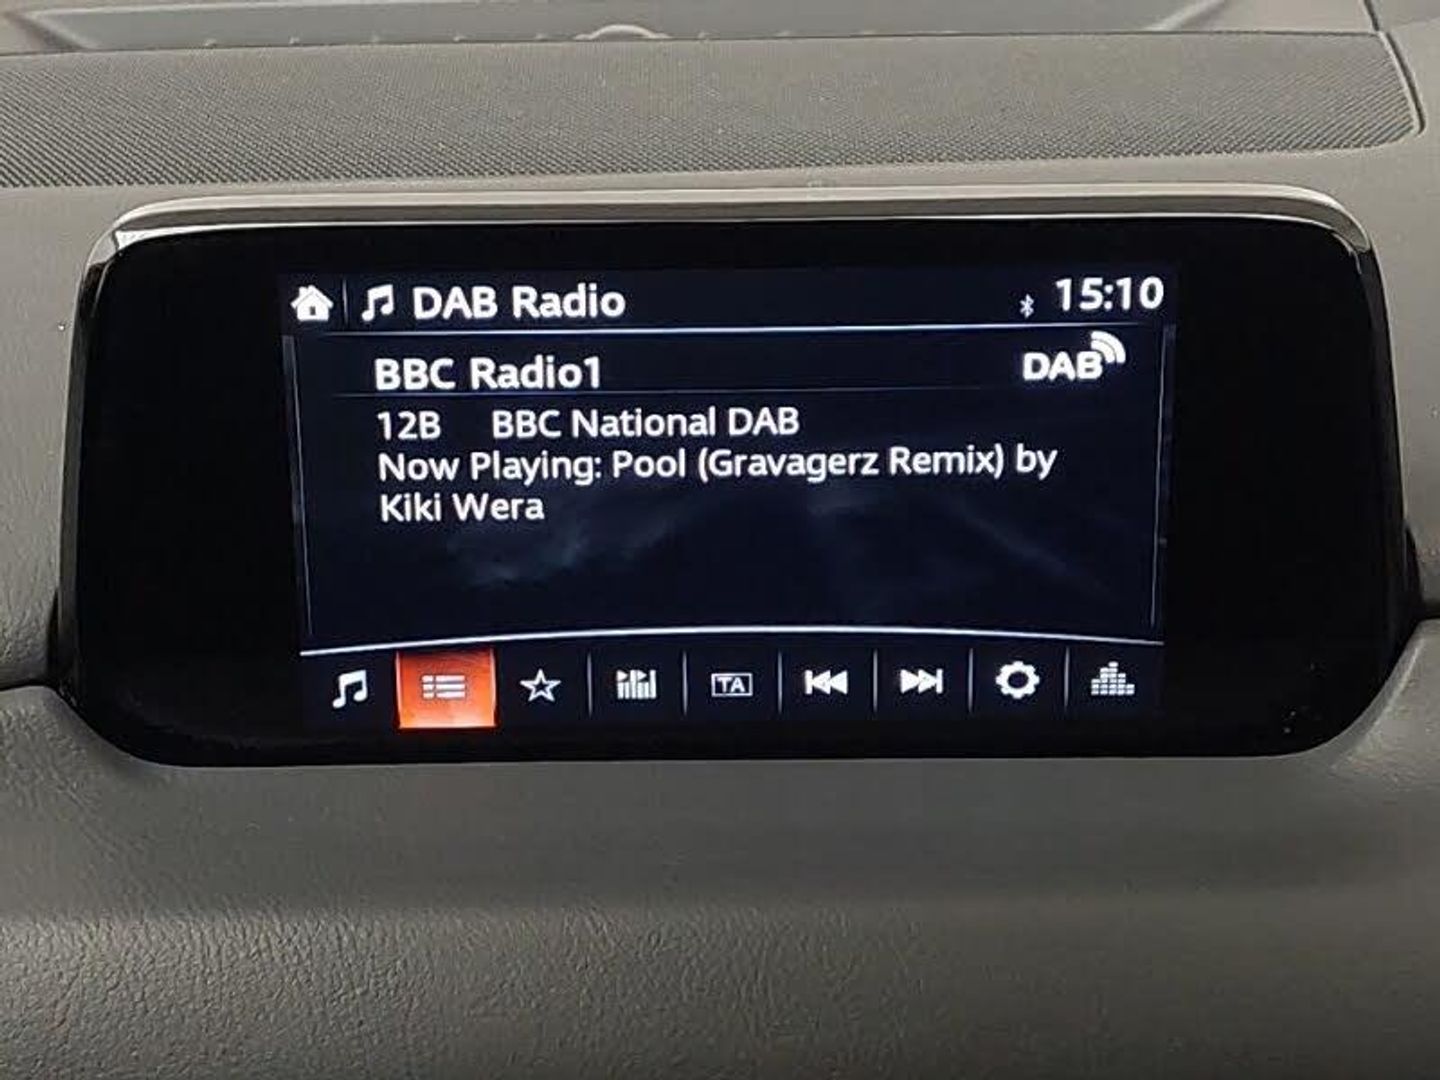 DAB Radio 15:10
BBC Radio1 DAB
12B BBC National DAB
Now Playing: Pool (Gravagerz Remix) by
Kiki Wera
TA